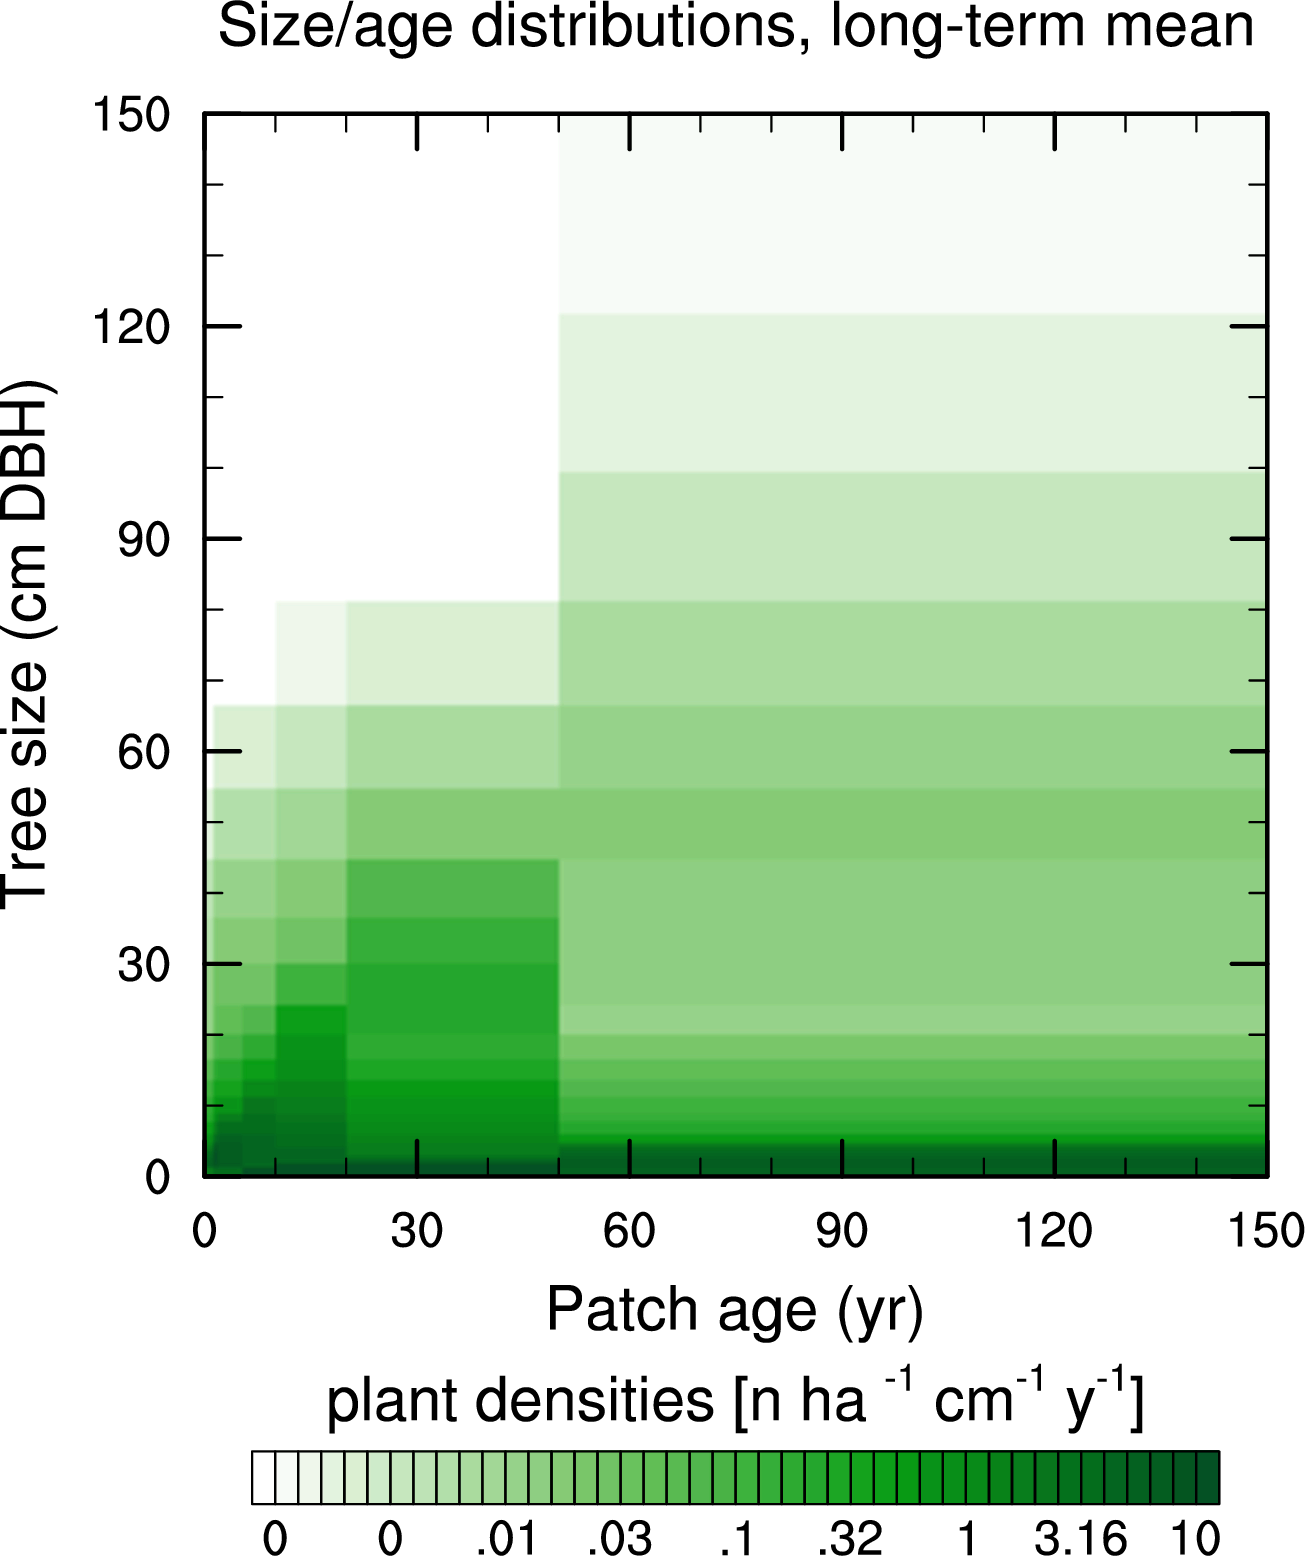 Size/age distributions, long-term mean
150
120
90
60
30
0
Tree size (cm DBH)
0 30 60 90 120 150
Patch age (yr)
plant densities [n ha ⁻¹ cm⁻¹ y⁻¹]
0 0 .01 .03 .1 .32 1 3.16 10